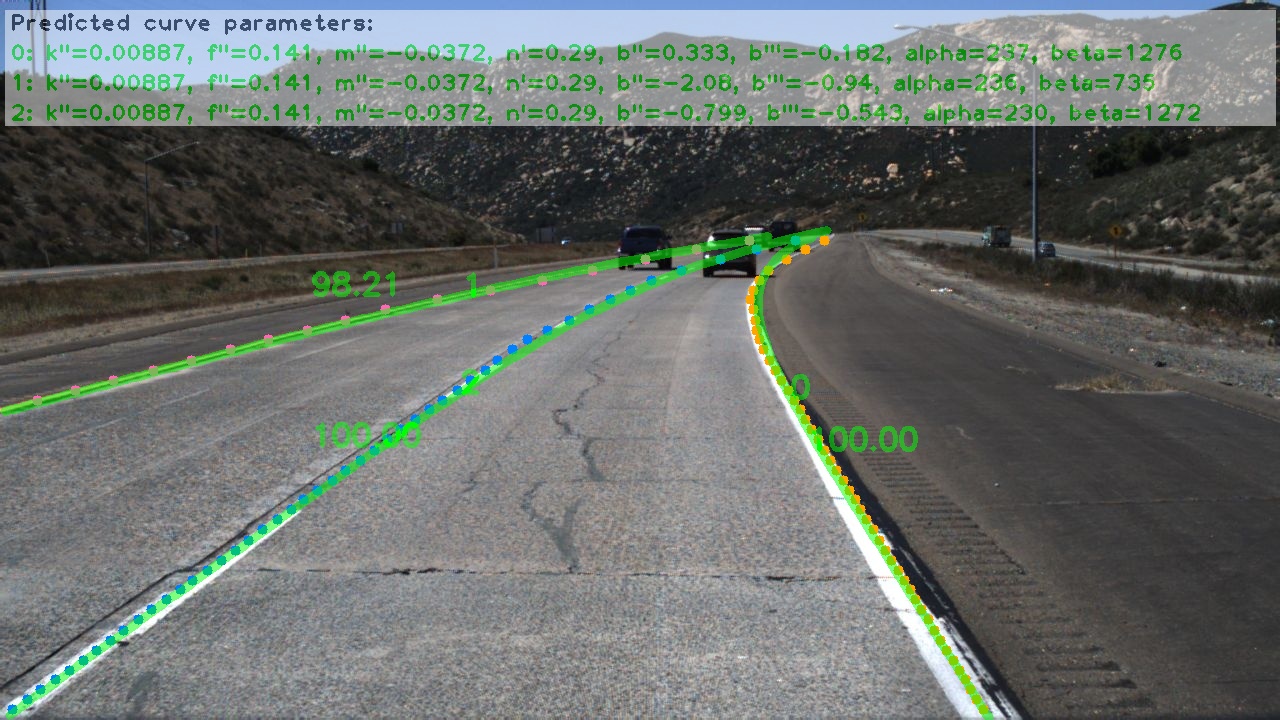 Predicted curve parameters:
0: k''=0.00887, f''=0.141, m''=−0.0372, n'=0.29, b''=0.333, b'''=−0.182, alpha=237, beta=1276
1: k''=0.00887, f''=0.141, m''=−0.0372, n'=0.29, b''=−2.08, b'''=−0.94, alpha=236, beta=735
2: k''=0.00887, f''=0.141, m''=−0.0372, n'=0.29, b''=−0.799, b'''=−0.543, alpha=230, beta=1272
98.21 1
2 0
100.00 100.00